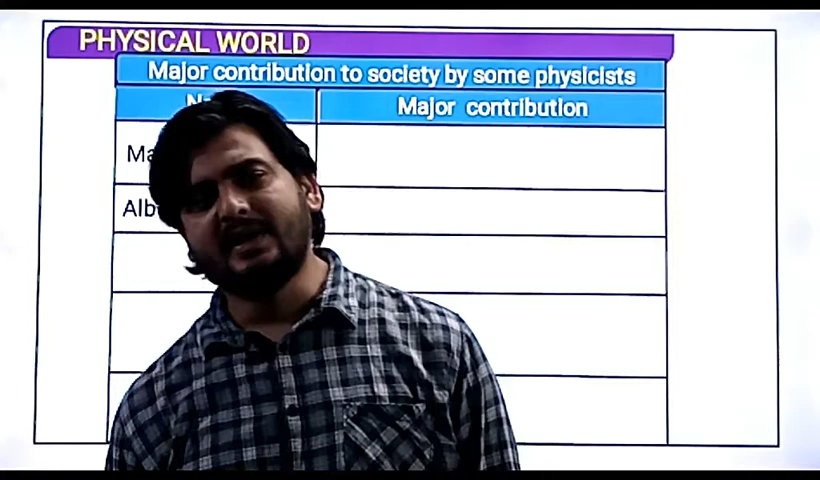 PHYSICAL WORLD
Major contribution to society by some physicists
Major contribution